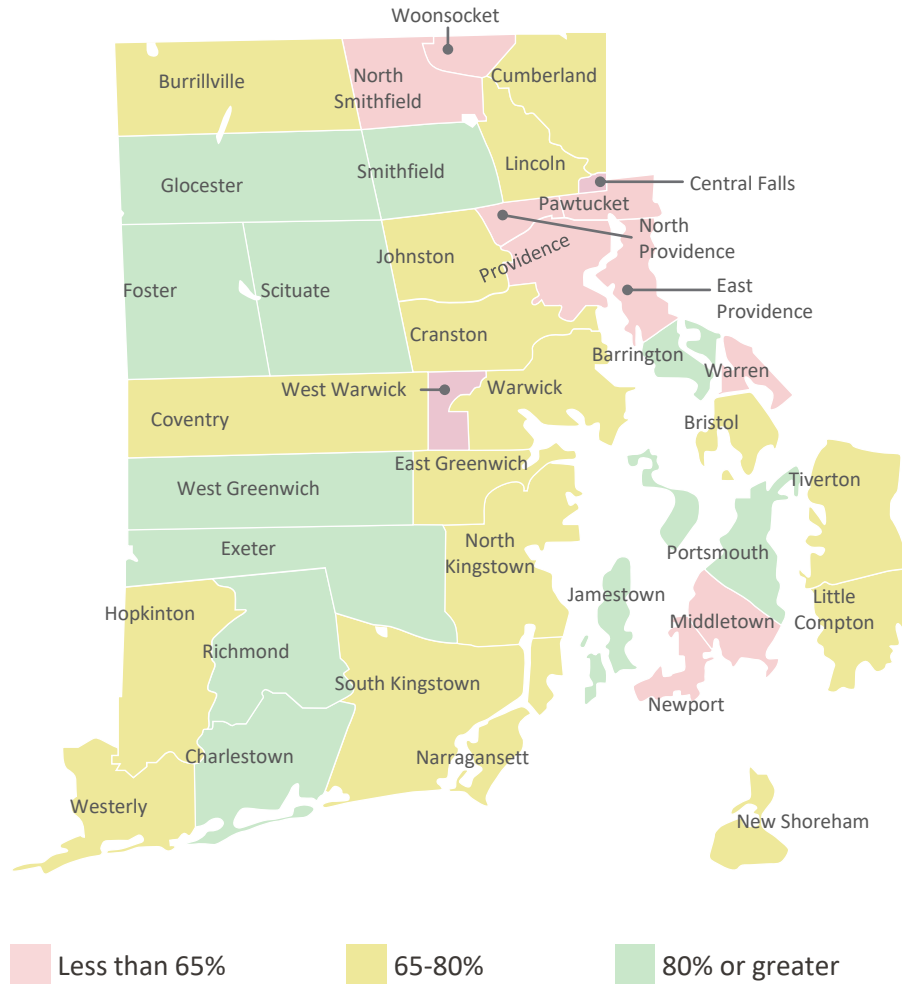 Woonsocket
Burrillville
North
Smithfield
Cumberland
Glocester
Smithfield
Lincoln
Central Falls
Pawtucket
North
Providence
Johnston
Providence
Foster
Scituate
East
Providence
Cranston
Barrington
Warren
West Warwick
Warwick
Coventry
Bristol
East Greenwich
West Greenwich
Tiverton
Exeter
North
Kingstown
Portsmouth
Jamestown
Hopkinton
Middletown
Little
Compton
Richmond
South Kingstown
Newport
Charlestown
Narragansett
Westerly
New Shoreham
Less than 65%
65-80%
80% or greater